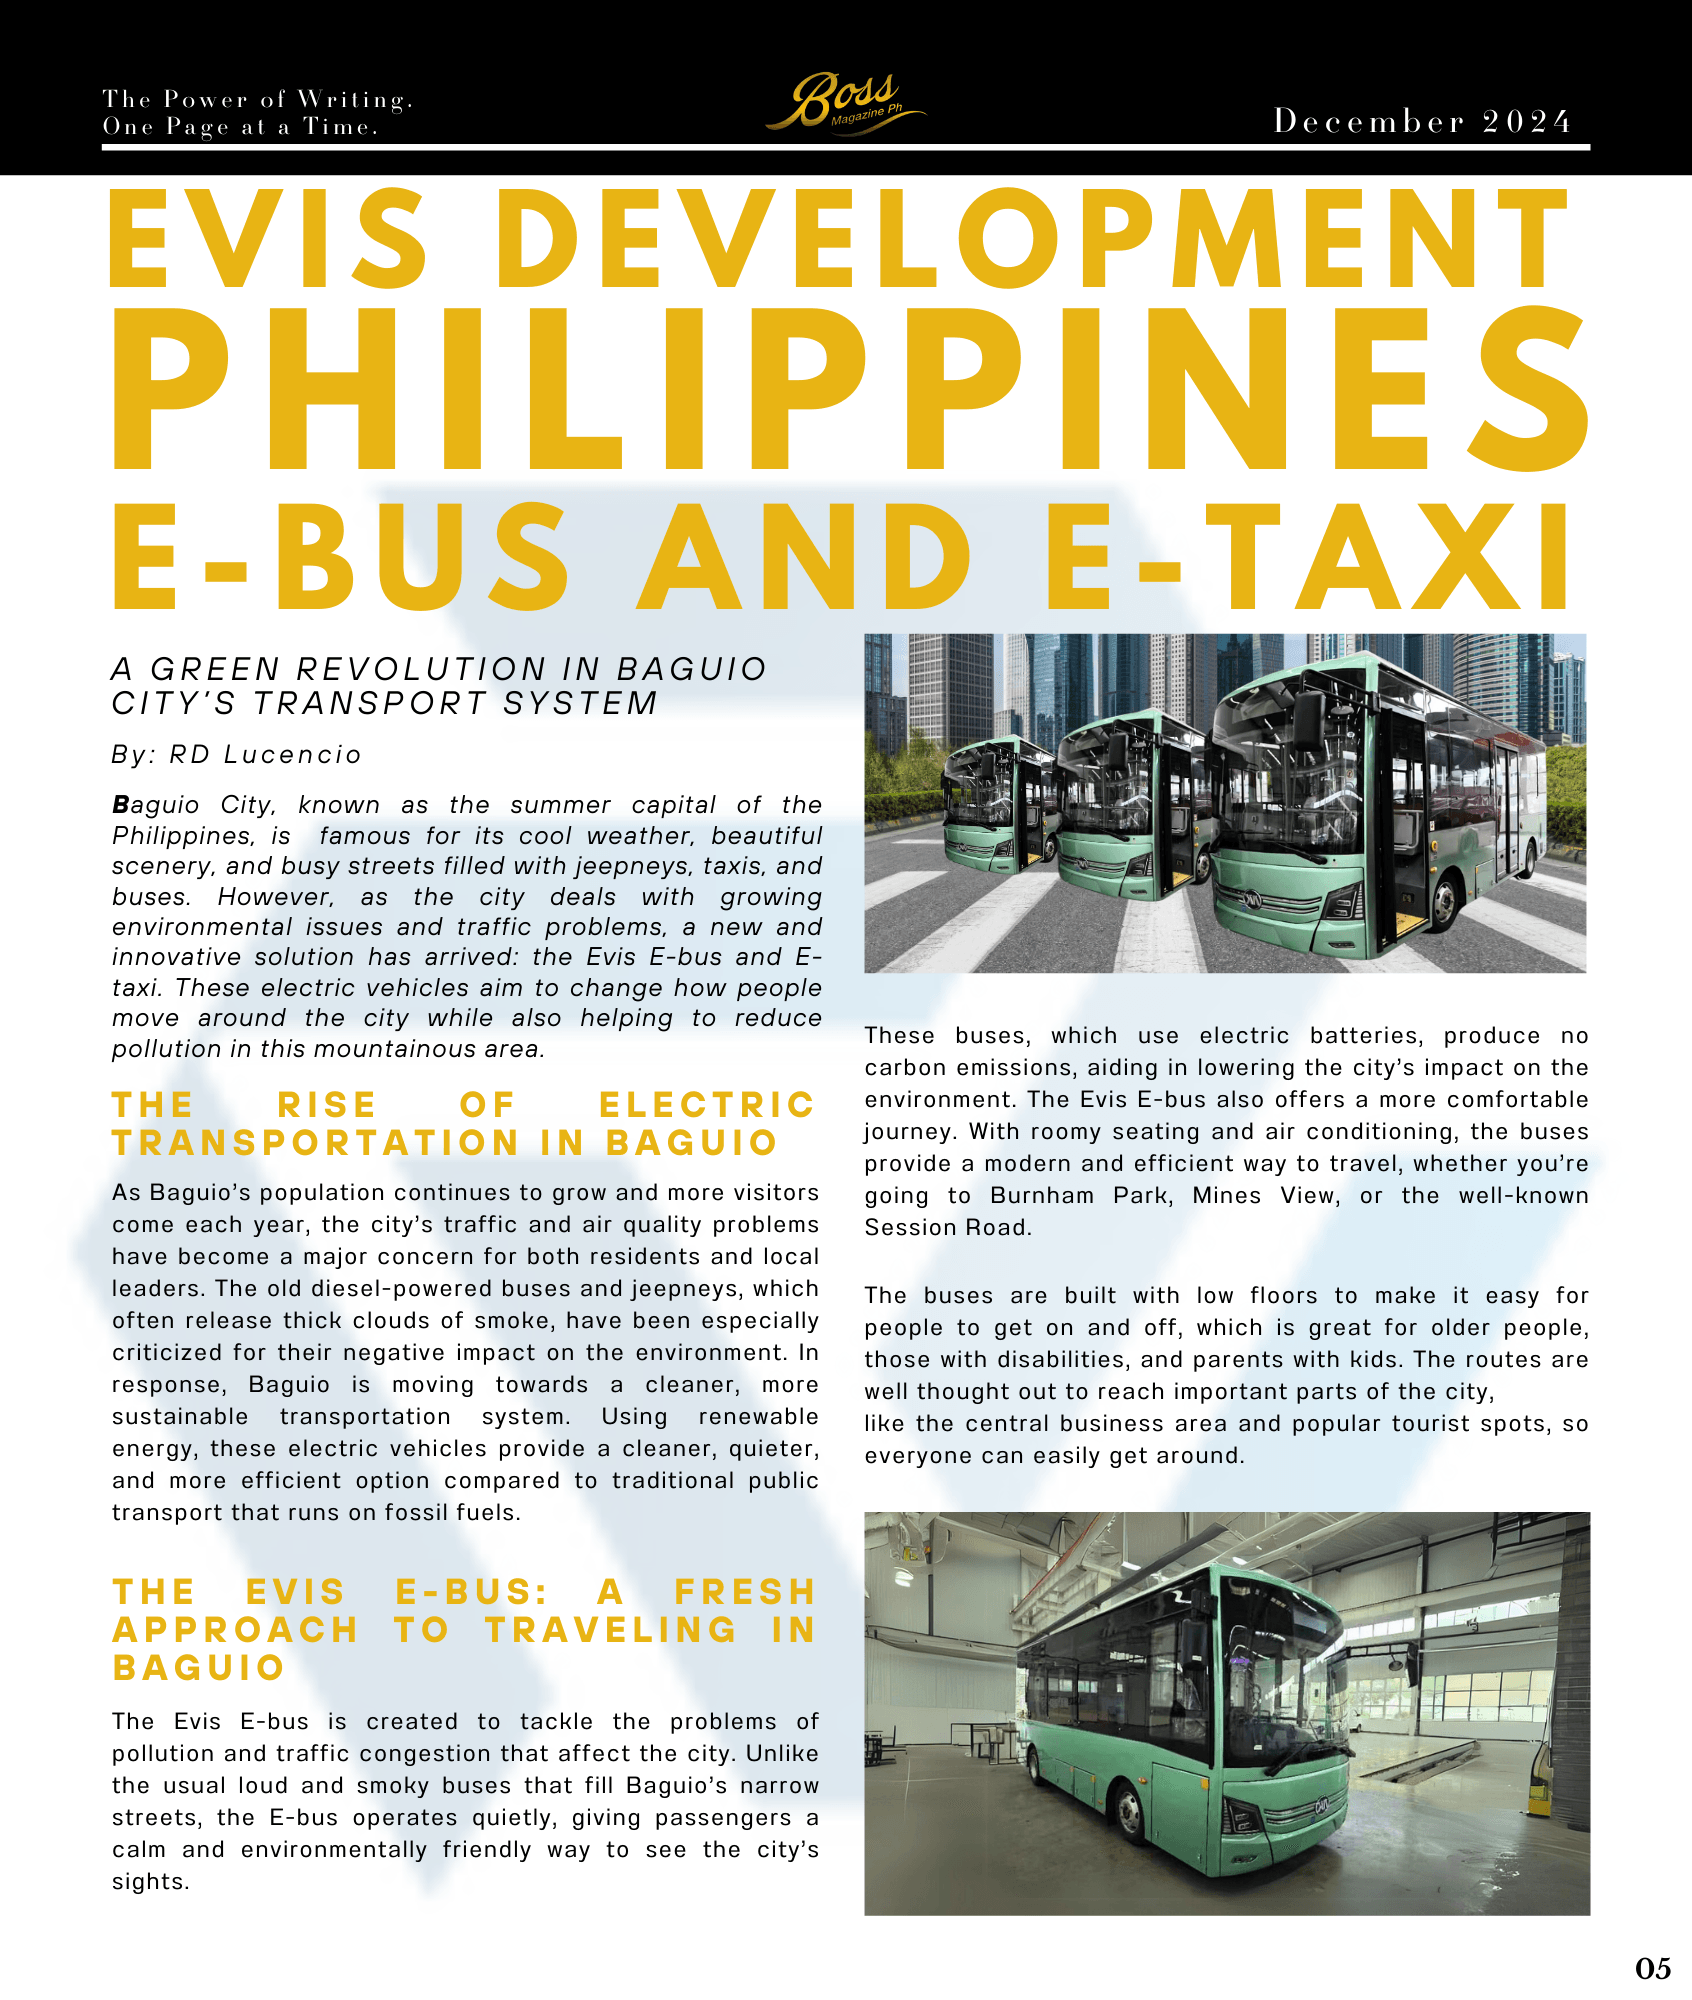 The Power of Writing.
One Page at a Time.
Boss
Magazine Ph
December 2024
EVIS DEVELOPMENT
PHILIPPINES
E-BUS AND E-TAXI
A GREEN REVOLUTION IN BAGUIO
CITY'S TRANSPORT SYSTEM
By: RD Lucencio
Baguio City, known as the summer capital of the
Philippines, is famous for its cool weather, beautiful
scenery, and busy streets filled with jeepneys, taxis, and
buses. However, as the city deals with growing
environmental issues and traffic problems, a new and
innovative solution has arrived: the Evis E-bus and E-
taxi. These electric vehicles aim to change how people
move around the city while also helping to reduce
pollution in this mountainous area.
THE RISE OF ELECTRIC
TRANSPORTATION IN BAGUIO
As Baguio's population continues to grow and more visitors
come each year, the city's traffic and air quality problems
have become a major concern for both residents and local
leaders. The old diesel-powered buses and jeepneys, which
often release thick clouds of smoke, have been especially
criticized for their negative impact on the environment. In
response, Baguio is moving towards a cleaner, more
sustainable transportation system. Using renewable
energy, these electric vehicles provide a cleaner, quieter,
and more efficient option compared to traditional public
transport that runs on fossil fuels.
THE EVIS E-BUS: A FRESH
APPROACH TO TRAVELING IN
BAGUIO
The Evis E-bus is created to tackle the problems of
pollution and traffic congestion that affect the city. Unlike
the usual loud and smoky buses that fill Baguio's narrow
streets, the E-bus operates quietly, giving passengers a
calm and environmentally friendly way to see the city's
sights.
These buses, which use electric batteries, produce no
carbon emissions, aiding in lowering the city's impact on the
environment. The Evis E-bus also offers a more comfortable
journey. With roomy seating and air conditioning, the buses
provide a modern and efficient way to travel, whether you're
going to Burnham Park, Mines View, or the well-known
Session Road.
The buses are built with low floors to make it easy for
people to get on and off, which is great for older people,
those with disabilities, and parents with kids. The routes are
well thought out to reach important parts of the city,
like the central business area and popular tourist spots, so
everyone can easily get around.
05